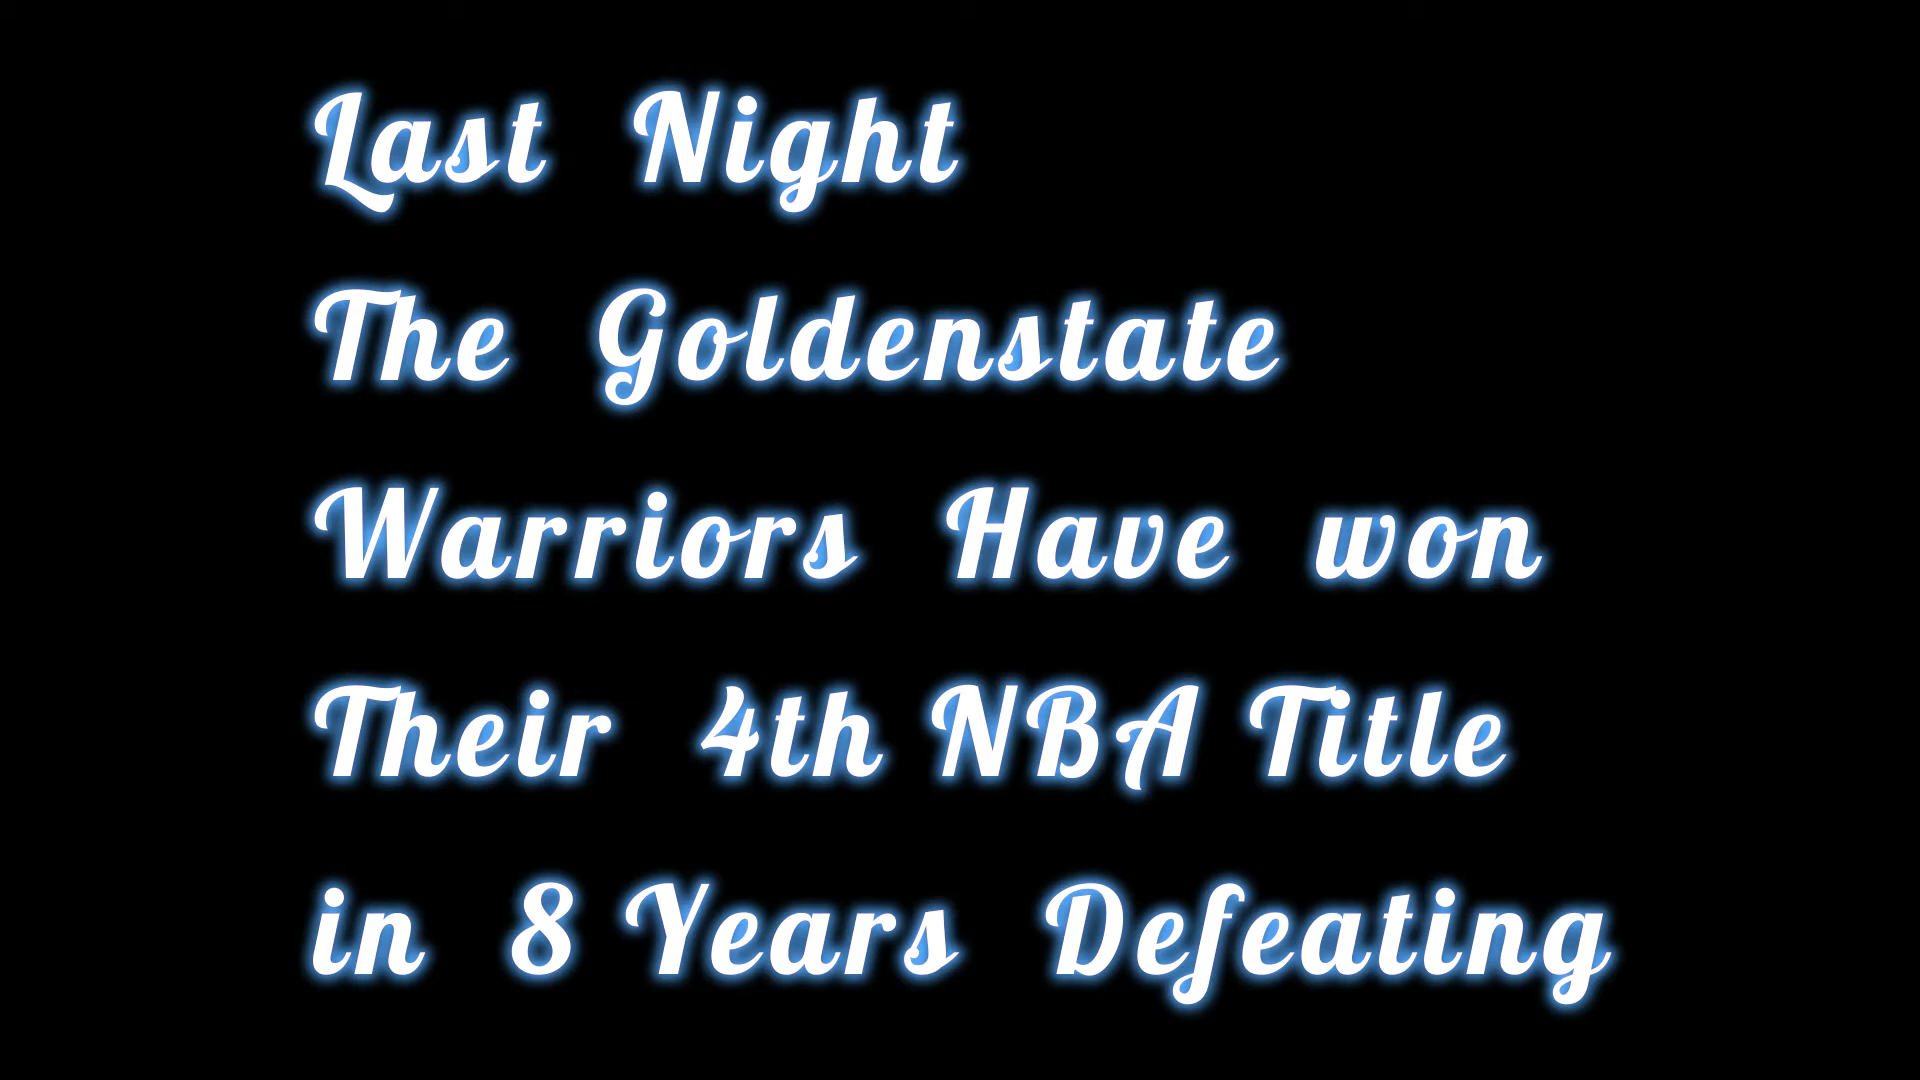 Last Night
The Goldenstate
Warriors Have won
Their 4th NBA Title
in 8 Years Defeating